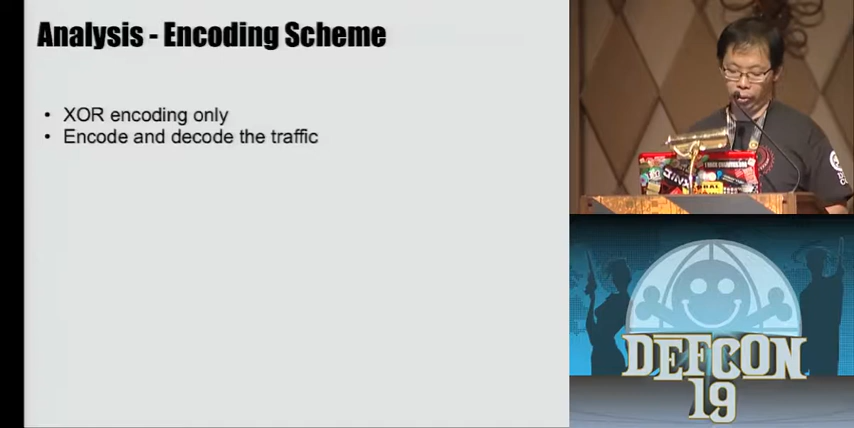 Analysis - Encoding Scheme
• XOR encoding only
• Encode and decode the traffic
DEFCON
19